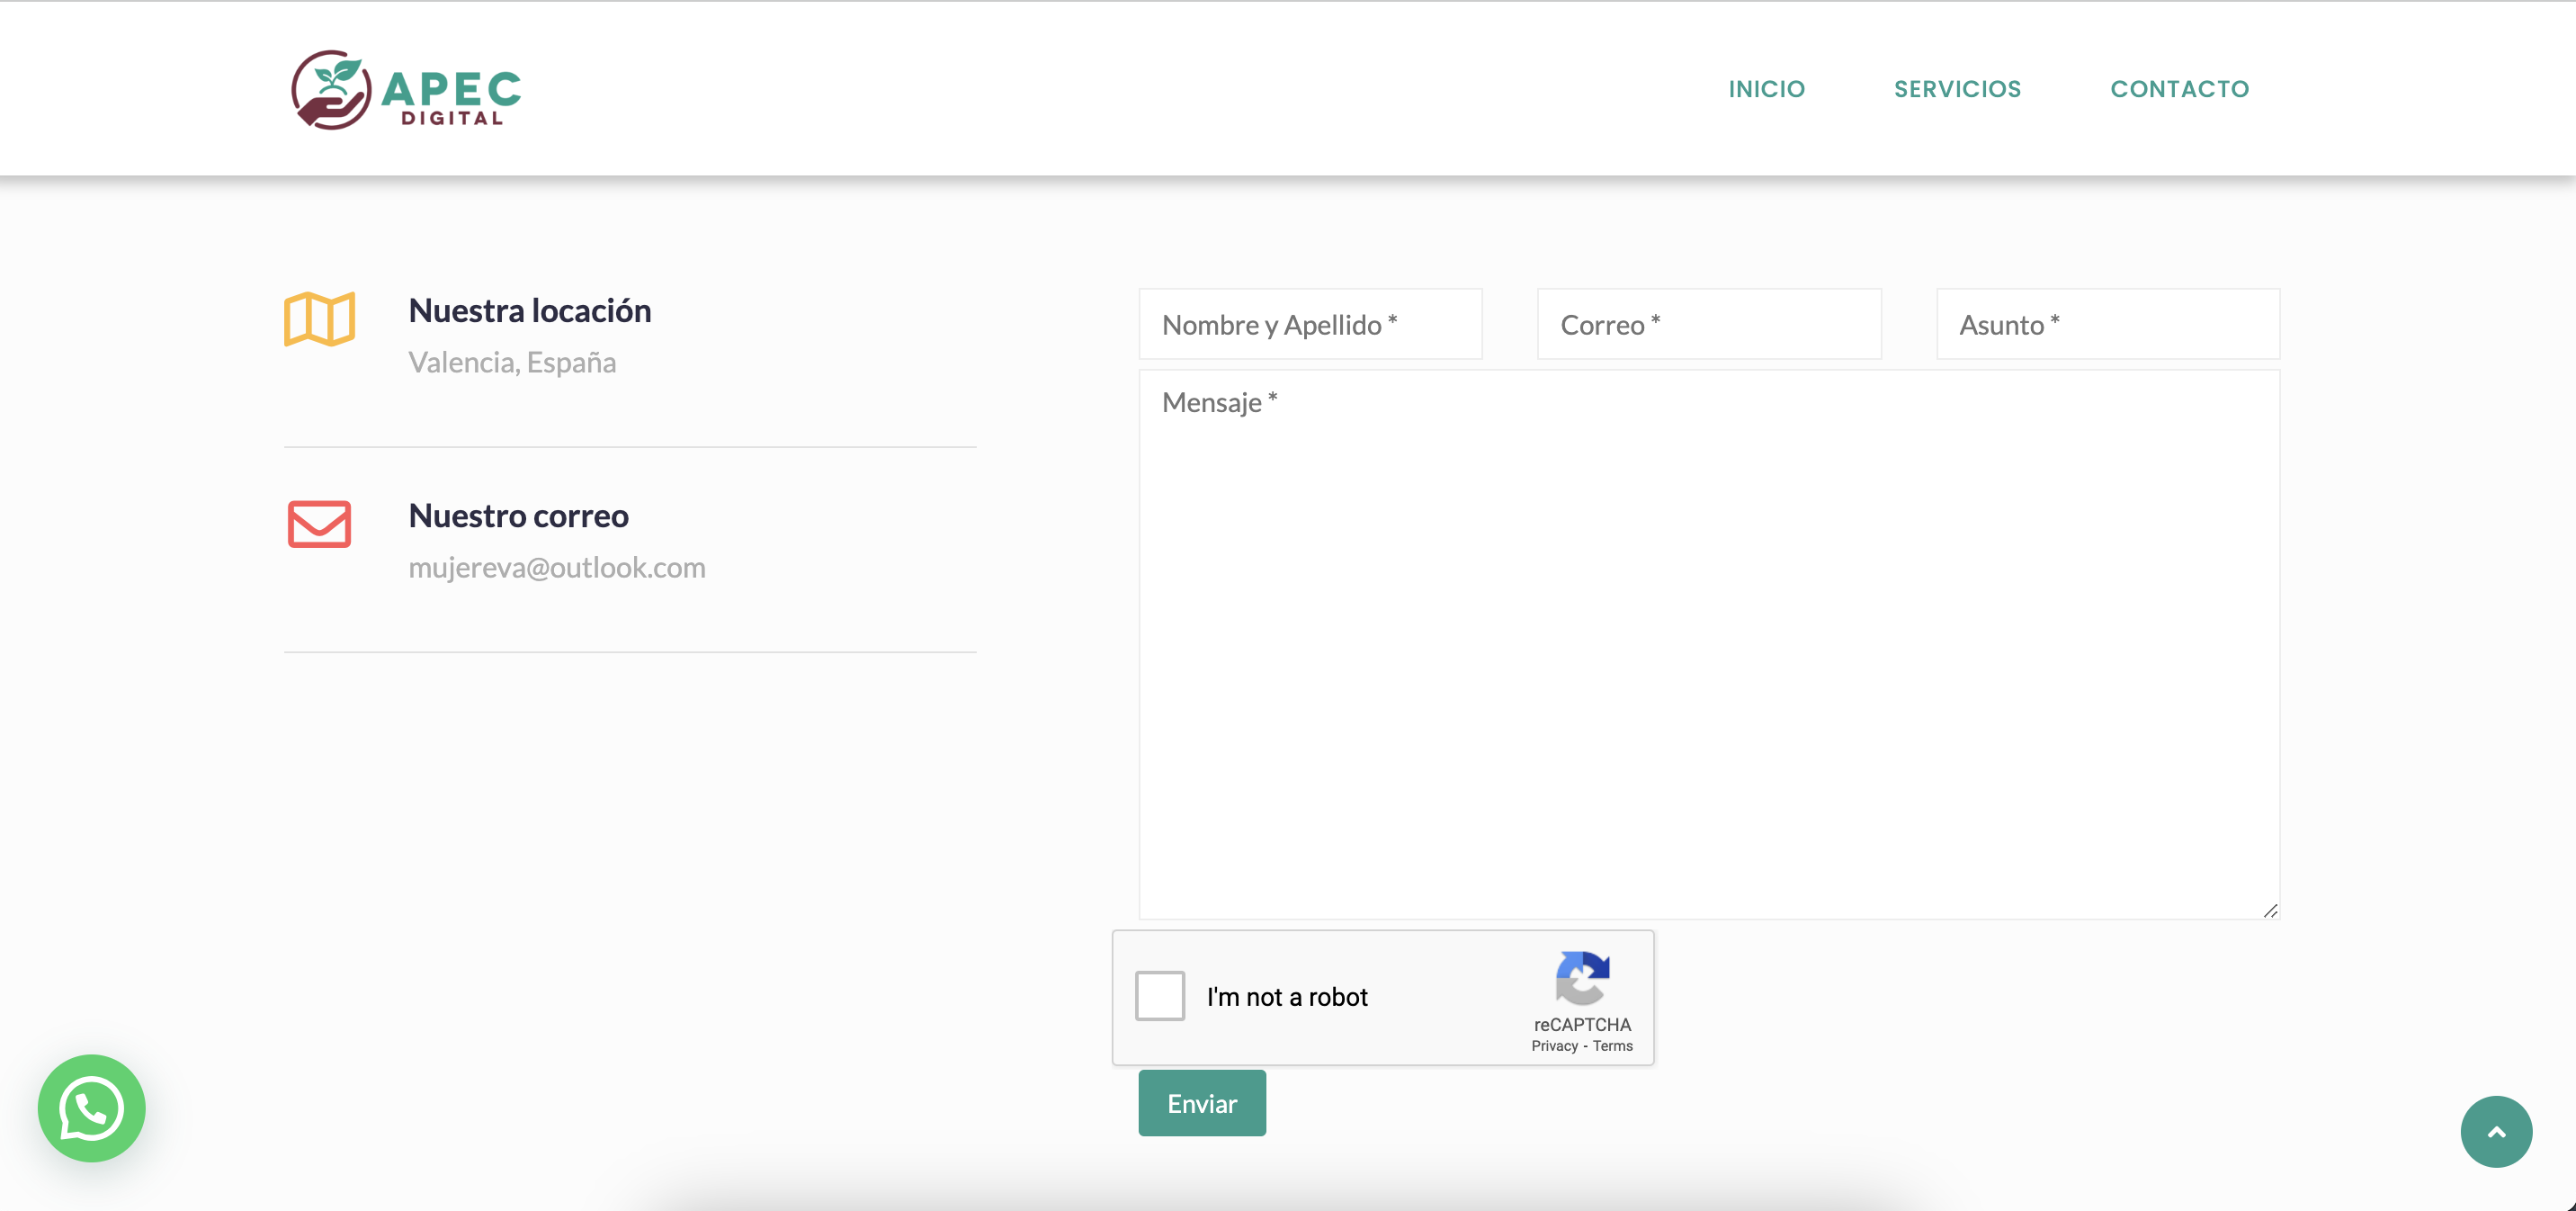 APEC
DIGITAL
INICIO
SERVICIOS
CONTACTO
Nuestra locación
Valencia, España
Nuestro correo
mujereva@outlook.com
Nombre y Apellido *
Correo *
Asunto *
Mensaje *
I'm not a robot
reCAPTCHA
Privacy - Terms
Enviar